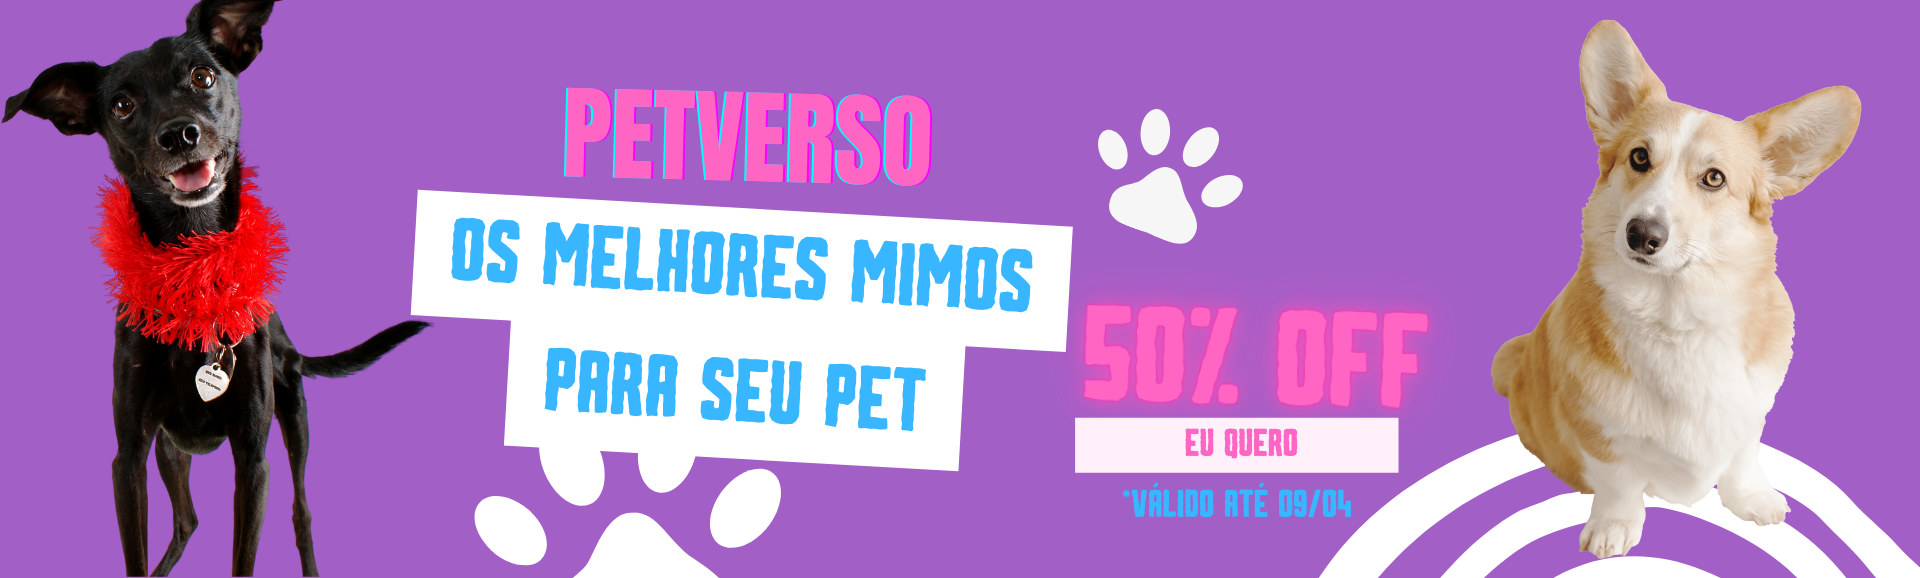 PETVERSO
OS MELHORES MIMOS
PARA SEU PET
50% OFF
EU QUERO
*VÁLIDO ATÉ 09/04